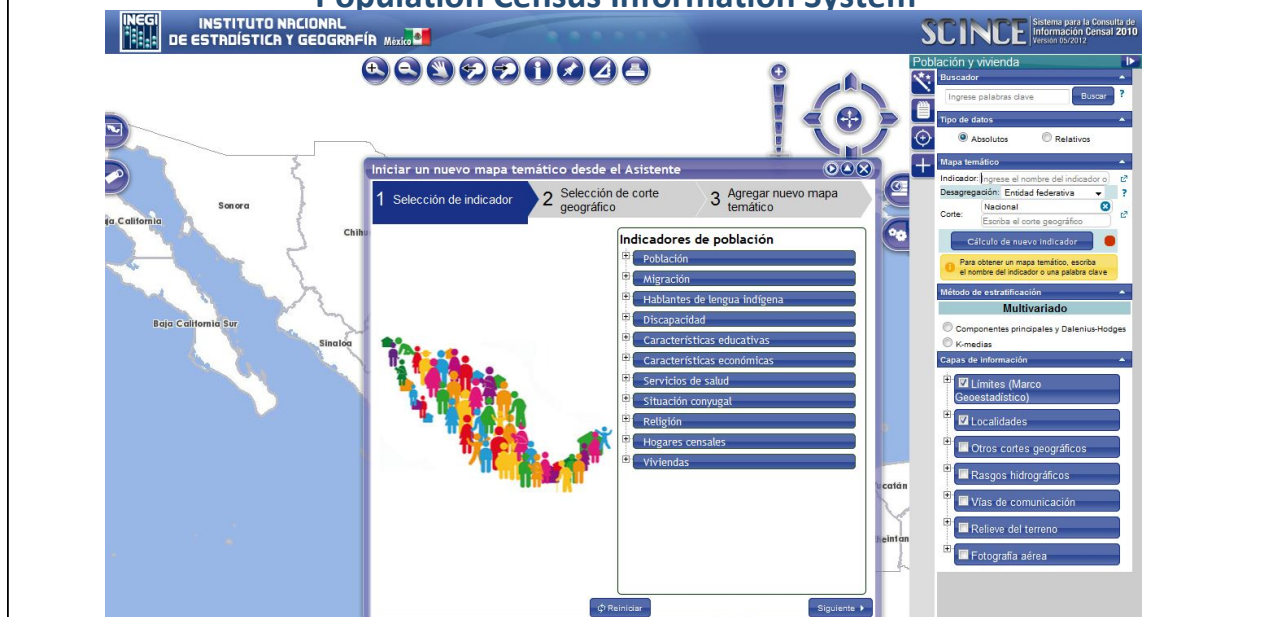 Population Census Information System
INEGI
INSTITUTO NACIONAL
DE ESTADÍSTICA Y GEOGRAFÍA México
SCINCE
Sistema para la Consulta de
Información Censal 2010
Versión 05/2012
Población y vivienda
Buscador
Ingrese palabras clave
Buscar
?
Tipo de datos
Absolutos
Relativos
Mapa temático
Indicador: Ingrese el nombre del indicador o
Desagregación: Entidad federativa
?
Corte:
Nacional
Escriba el corte geográfico
Cálculo de nuevo indicador
Para obtener un mapa temático, escriba
el nombre del indicador o una palabra clave
Método de estratificación
Multivariado
Componentes principales y Dalenius-Hodges
K-medias
Capas de información
Límites (Marco
Geoestadístico)
Localidades
Otros cortes geográficos
Rasgos hidrográficos
Vías de comunicación
Relieve del terreno
Fotografía aérea
Iniciar un nuevo mapa temático desde el Asistente
1 Selección de indicador
2 Selección de corte
geográfico
3 Agregar nuevo mapa
temático
Indicadores de población
Población
Migración
Hablantes de lengua indígena
Discapacidad
Características educativas
Características económicas
Servicios de salud
Situación conyugal
Religión
Hogares censales
Viviendas
Reiniciar
Siguiente
Sonora
ja California
Chihu
Baja California Sur
Sinaloa
ucatán